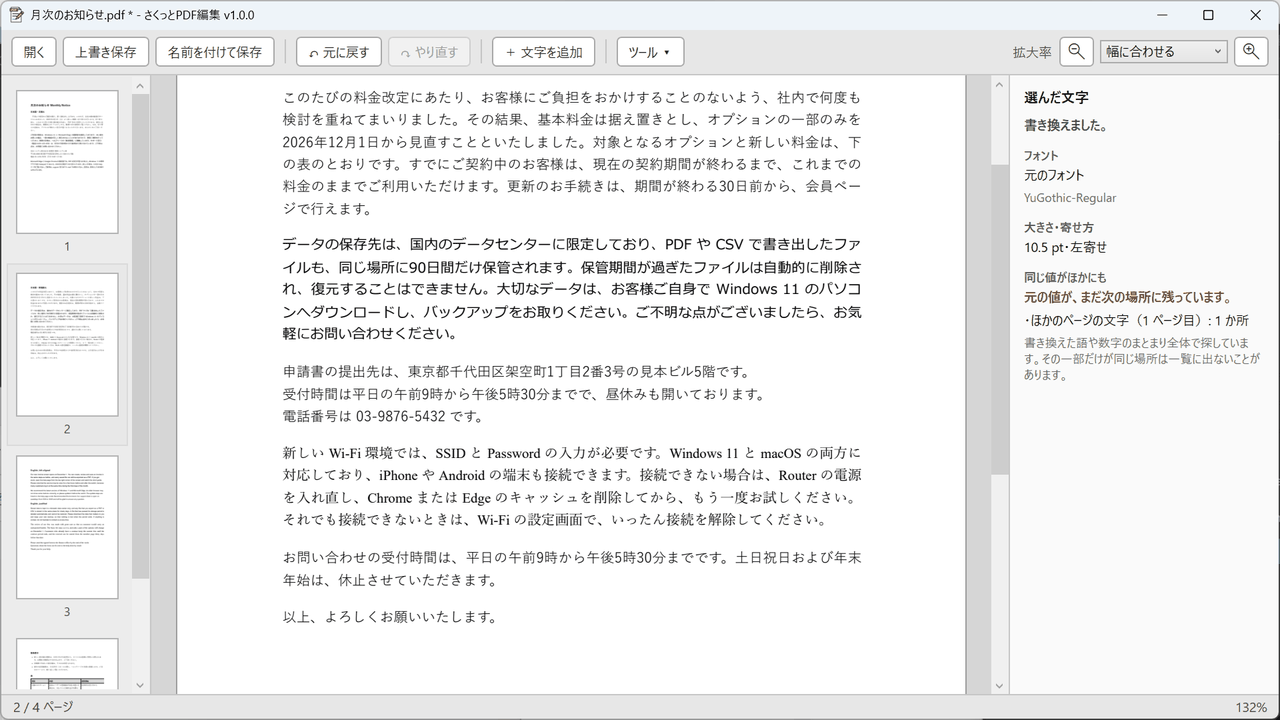 月次のお知らせ.pdf * - さくっとPDF編集 v1.0.0
開く
上書き保存
名前を付けて保存
元に戻す
やり直す
+ 文字を追加
ツール ▼
拡大率
幅に合わせる
1
2
3
このたびの料金改定にあたり、お客様にご負担をおかけすることのないよう、社内で何度も
検討を重ねてまいりました。その結果、基本料金は据え置きとし、オプションの一部のみを
2026年12月1日から見直すことといたしました。対象となるオプションと新しい料金は、下
の表のとおりです。すでにご契約中のお客様は、現在の契約期間が終わるまで、これまでの
料金のままでご利用いただけます。更新のお手続きは、期間が終わる30日前から、会員ペー
ジで行えます。
データの保存先は、国内のデータセンターに限定しており、PDF や CSV で書き出したファ
イルも、同じ場所に90日間だけ保管されます。保管期間が過ぎたファイルは自動的に削除さ
れ、復元することはできません。大切なデータは、お客様ご自身で Windows 11 のパソコ
ンへダウンロードし、バックアップをお取りください。ご不明な点がございましたら、お気
軽にお問い合わせください。
申請書の提出先は、東京都千代田区架空町1丁目2番3号の見本ビル5階です。
受付時間は平日の午前9時から午後5時30分までで、昼休みも開いております。
電話番号は 03-9876-5432 です。
新しい Wi-Fi 環境では、SSID と Password の入力が必要です。Windows 11 と macOS の両方に
対応しており、iPhone や Android の端末も接続できます。接続できない場合は、Router の電源
を入れ直し、Chrome または Edge のキャッシュを削除してから、もう一度お試しください。
それでも接続できないときは、Wi-Fi の設定画面で、いったん接続を解除してください。
お問い合わせの受付時間は、平日の午前9時から午後5時30分までです。土日祝日および年末
年始は、休止させていただきます。
以上、よろしくお願いいたします。
選んだ文字
書き換えました。
フォント
元のフォント
YuGothic-Regular
大きさ・寄せ方
10.5 pt・左寄せ
同じ値がほかにも
元の値が、まだ次の場所に残っています。
・ほかのページの文字（1 ページ目）：1 か所
書き換えた語や数字のまとまり全体で探していま
す。その一部だけが同じ場所は一覧に出ないことが
あります。
2 / 4 ページ
132%